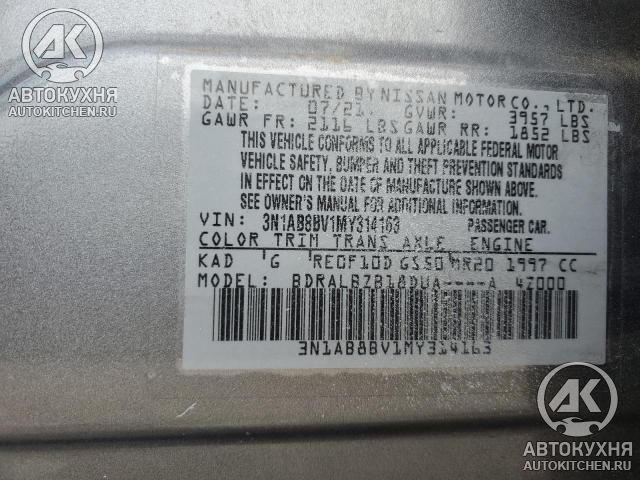 AK
АВТОКУХНЯ
AUTOKITCHEN.RU
MANUFACTURED BY NISSAN MOTOR CO., LTD.
DATE: 07/21 GVWR: 3957 LBS
GAWR FR: 2116 LBS GAWR RR: 1852 LBS
THIS VEHICLE CONFORMS TO ALL APPLICABLE FEDERAL MOTOR
VEHICLE SAFETY, BUMPER AND THEFT PREVENTION STANDARDS
IN EFFECT ON THE DATE OF MANUFACTURE SHOWN ABOVE.
SEE OWNER'S MANUAL FOR ADDITIONAL INFORMATION
VIN: 3N1AB8BV1MY314163 PASSENGER CAR.
COLOR TRIM TRANS AXLE ENGINE
KAD G RE0F10D GS50 MR20 1997 CC
MODEL: BDRALBZB18DUA----A 4Z000
3N1AB8BV1MY314163
AK
АВТОКУХНЯ
AUTOKITCHEN.RU